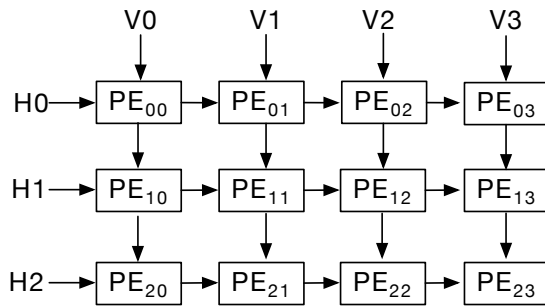 V0 V1 V2 V3
H0 PE00 PE01 PE02 PE03
H1 PE10 PE11 PE12 PE13
H2 PE20 PE21 PE22 PE23